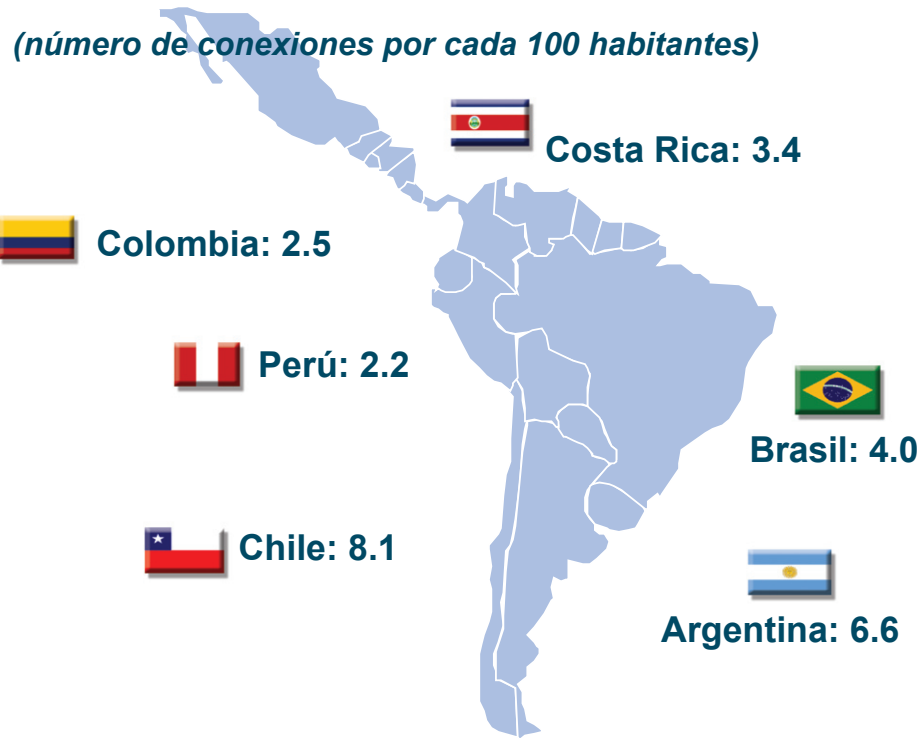 (número de conexiones por cada 100 habitantes)
Costa Rica: 3.4
Colombia: 2.5
Perú: 2.2
Brasil: 4.0
Chile: 8.1
Argentina: 6.6